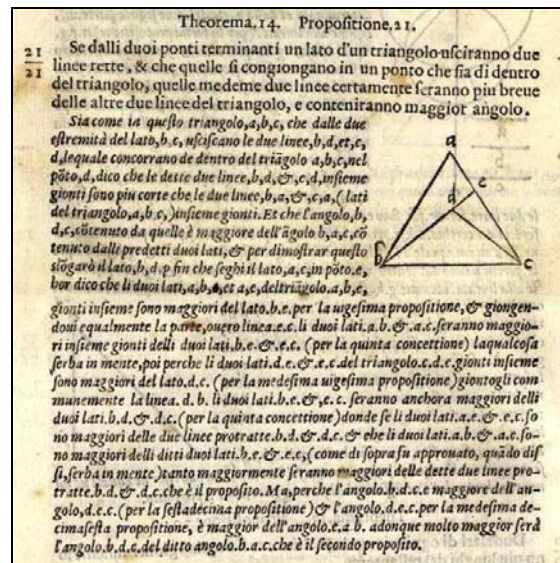 Theorema.14. Propositione.21.
21
21
Se dalli duoi ponti terminanti un lato d'un triangolo usciranno due
linee rette, & che quelle si congiongano in un ponto che sia di dentro
del triangolo, quelle medeme due linee certamente seranno piu breue
delle altre due linee del triangolo, e conteniranno maggior angolo.
Sia come in questo triangolo,a,b,c, che dalle due
estremità del lato,b,c, usciscano le due linee,b,d,et,c,
d,lequale concorrano de dentro del triãgolo a,b,c,nel
põto,d,dico che le dette due linee,b,d,&,c,d,insieme
gionti sono piu corte che le due linee,b,a,&,c,a,(lati
del triangolo,a,b,c,)insieme gionti. Et che l'angolo,b,
d,c,cõtenuto da quelle è maggiore dell'ãgolo b,a,c,cõ
tenuto dalli predetti duoi lati,& per dimostrar questo
slõgarò il lato,b,d.p fin che seghi il lato,a,c,in põto.e,
hor dico che li duoi lati,a,b,et a,c,deltriãgolo.a,b,e,
gionti insieme sono maggiori del lato.b.e.per la uigesima propositione,& giongen-
doui equalmente la parte,ouero linea.e.c.li duoi lati.a.b.&.a.c.seranno maggio-
ri insieme gionti delli duoi lati.b.e.&.e.c. (per la quinta concettione) laqualcosa
serba in mente,poi perche li duoi lati.d.e.&.e.c.del triangolo.c.d.e.gionti insieme
sono maggiori del lato.d.c. (per la medesima uigesima propositione)giontogli com
munemente la linea.d.b.li duoi lati.b.e.&,e.c. seranno anchora maggiori delli
duoi lati.b.d.&.d.c.(per la quinta concettione)donde se li duoi lati.a.e.&.e.c.so
no maggiori delle due linee protratte.b.d.&.d.c.& che li duoi lati.a.b.&.a.c.so-
no maggiori delli ditti duoi lati.b.e.&.e.c,(come di sopra fu approuato, quãdo dis
si,serba in mente)tanto maggiormente seranno maggiori delle dette due linee pro-
tratte.b.d.&.d.c.che è il proposito.Ma,perche l'angolo.b,d.c.e maggiore dell'an-
golo,d.e.c.(per la sestadecima propositione)& l'angolo.d.e.c.per la medesima de-
cimasesta propositione, è maggior dell'angolo.e.a.b. adonque molto maggior serà
l'angolo.b.d.c.del ditto angolo.b.a.c.che è il secondo proposito.
a
e
d
b
c